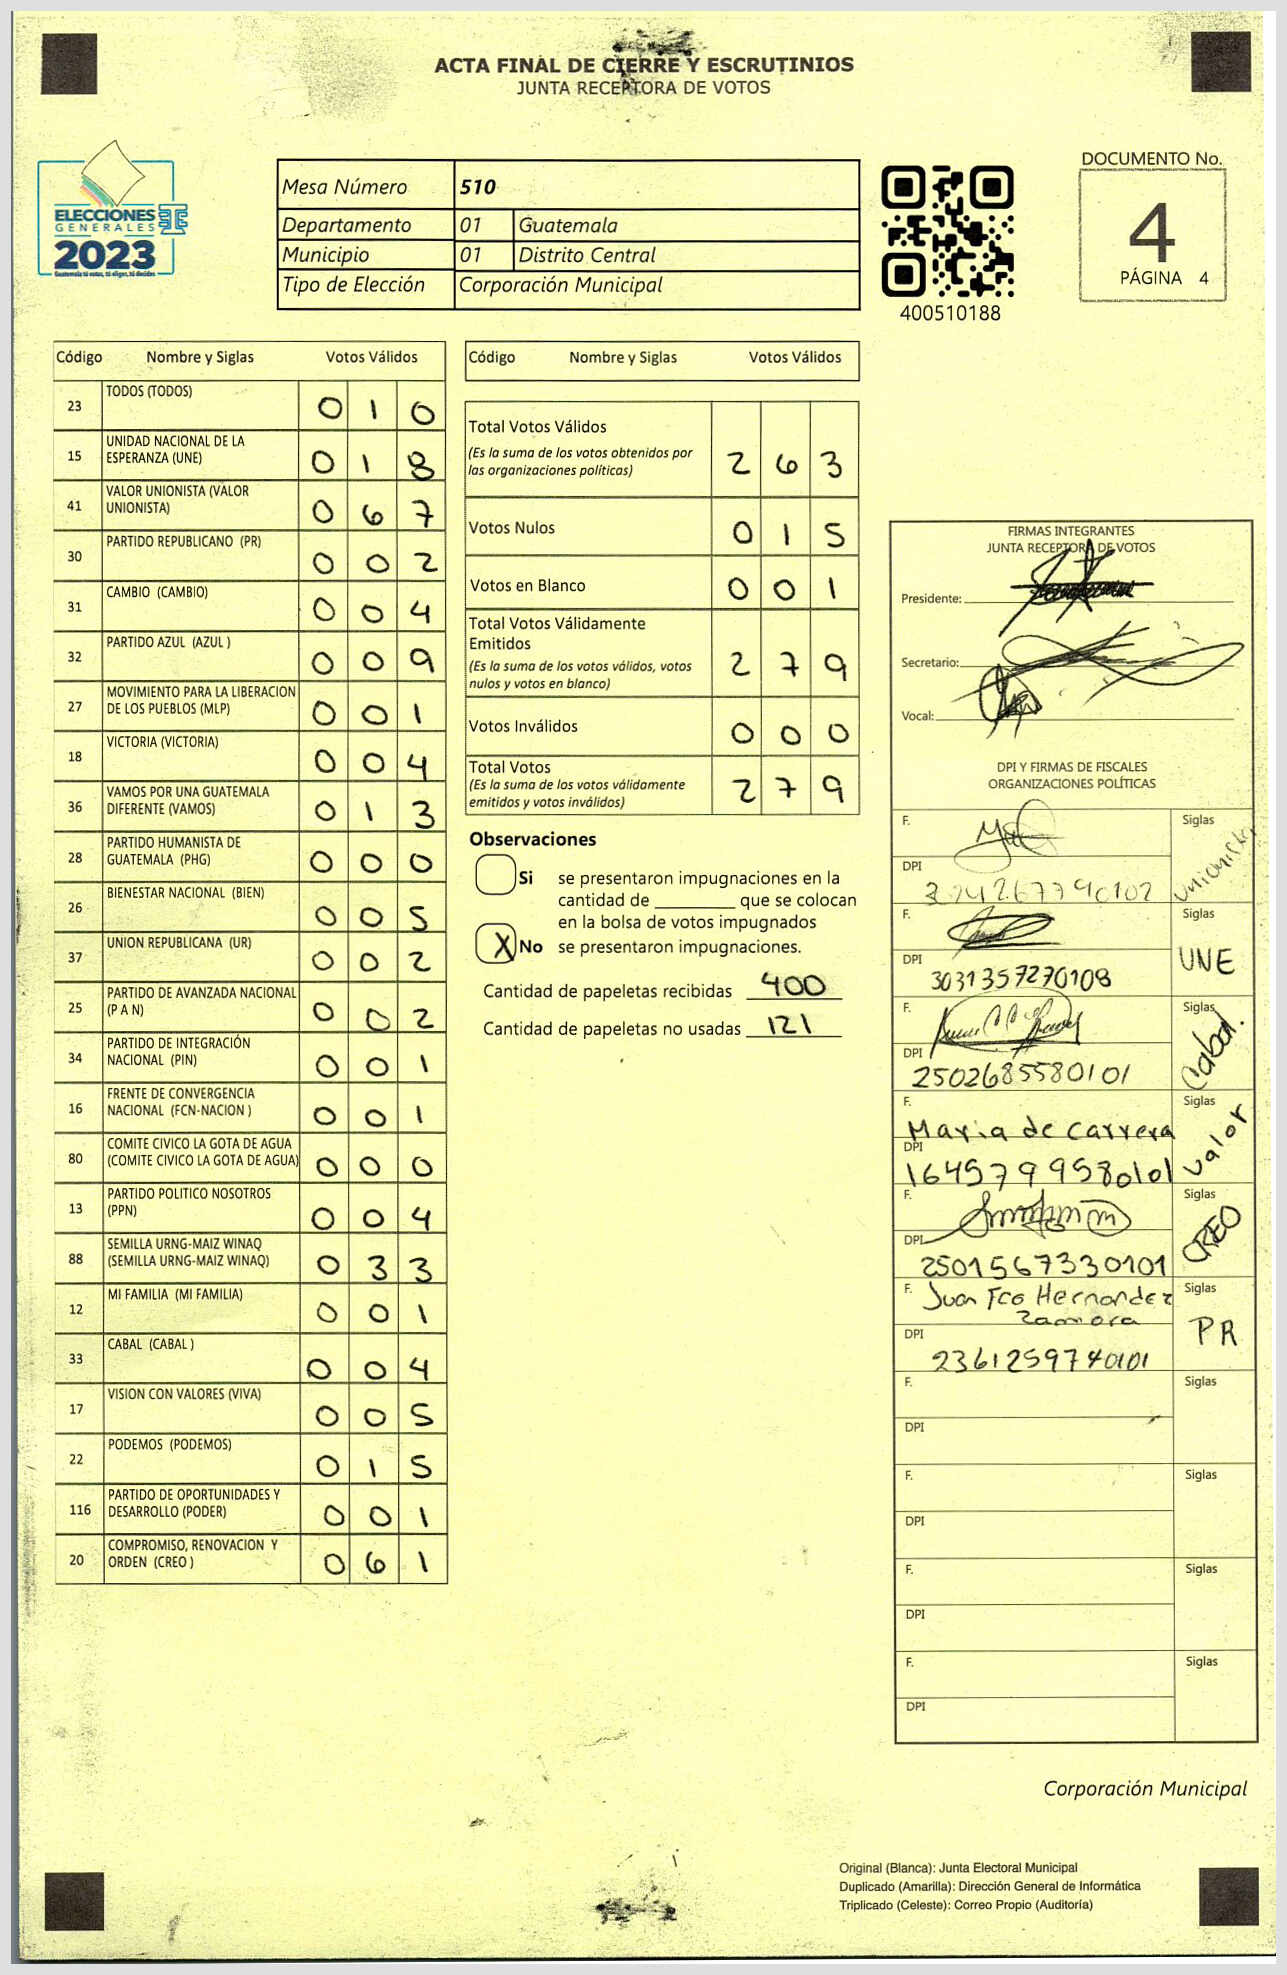 ACTA FINAL DE CIERRE Y ESCRUTINIOS
JUNTA RECEPTORA DE VOTOS
ELECCIONES
GENERALES
2023
Guatemala tú votas, tú eliges, tú decides
Mesa Número 510
Departamento 01 Guatemala
Municipio 01 Distrito Central
Tipo de Elección Corporación Municipal
400510188
DOCUMENTO No.
4
PÁGINA 4
Código Nombre y Siglas Votos Válidos
23 TODOS (TODOS) 0 1 0
15 UNIDAD NACIONAL DE LA
ESPERANZA (UNE) 0 1 8
41 VALOR UNIONISTA (VALOR
UNIONISTA) 0 6 7
30 PARTIDO REPUBLICANO (PR) 0 0 2
31 CAMBIO (CAMBIO) 0 0 4
32 PARTIDO AZUL (AZUL ) 0 0 9
27 MOVIMIENTO PARA LA LIBERACION
DE LOS PUEBLOS (MLP) 0 0 1
18 VICTORIA (VICTORIA) 0 0 4
36 VAMOS POR UNA GUATEMALA
DIFERENTE (VAMOS) 0 1 3
28 PARTIDO HUMANISTA DE
GUATEMALA (PHG) 0 0 0
26 BIENESTAR NACIONAL (BIEN) 0 0 5
37 UNION REPUBLICANA (UR) 0 0 2
25 PARTIDO DE AVANZADA NACIONAL
(P A N) 0 0 2
34 PARTIDO DE INTEGRACIÓN
NACIONAL (PIN) 0 0 1
16 FRENTE DE CONVERGENCIA
NACIONAL (FCN-NACION ) 0 0 1
80 COMITE CIVICO LA GOTA DE AGUA
(COMITE CIVICO LA GOTA DE AGUA) 0 0 0
13 PARTIDO POLITICO NOSOTROS
(PPN) 0 0 4
88 SEMILLA URNG-MAIZ WINAQ
(SEMILLA URNG-MAIZ WINAQ) 0 3 3
12 MI FAMILIA (MI FAMILIA) 0 0 1
33 CABAL (CABAL ) 0 0 4
17 VISION CON VALORES (VIVA) 0 0 5
22 PODEMOS (PODEMOS) 0 1 5
116 PARTIDO DE OPORTUNIDADES Y
DESARROLLO (PODER) 0 0 1
20 COMPROMISO, RENOVACION Y
ORDEN (CREO ) 0 6 1
Código Nombre y Siglas Votos Válidos
Total Votos Válidos
(Es la suma de los votos obtenidos por
las organizaciones políticas) 2 6 3
Votos Nulos 0 1 5
Votos en Blanco 0 0 1
Total Votos Válidamente
Emitidos
(Es la suma de los votos válidos, votos
nulos y votos en blanco) 2 7 9
Votos Inválidos 0 0 0
Total Votos
(Es la suma de los votos válidamente
emitidos y votos inválidos) 2 7 9
Observaciones
Si se presentaron impugnaciones en la
cantidad de ________ que se colocan
en la bolsa de votos impugnados
X No se presentaron impugnaciones.
Cantidad de papeletas recibidas 400
Cantidad de papeletas no usadas 121
FIRMAS INTEGRANTES
JUNTA RECEPTORA DE VOTOS
Presidente:
Secretario:
Vocal:
DPI Y FIRMAS DE FISCALES
ORGANIZACIONES POLÍTICAS
F. Siglas
DPI Unionista
F. Siglas
UNE
DPI 3031357270108
F. Siglas
Cabal.
DPI 2502685580101
F. Siglas
Maria de Carrera Valor
DPI 1645799580101
F. Siglas
CREO
DPI 2501567330101
F. Juan Fco Hernandez Siglas
Zamora PR
DPI 2361259740101
F. Siglas
DPI
F. Siglas
DPI
F. Siglas
DPI
F. Siglas
DPI
Corporación Municipal
Original (Blanca): Junta Electoral Municipal
Duplicado (Amarilla): Dirección General de Informática
Triplicado (Celeste): Correo Propio (Auditoría)